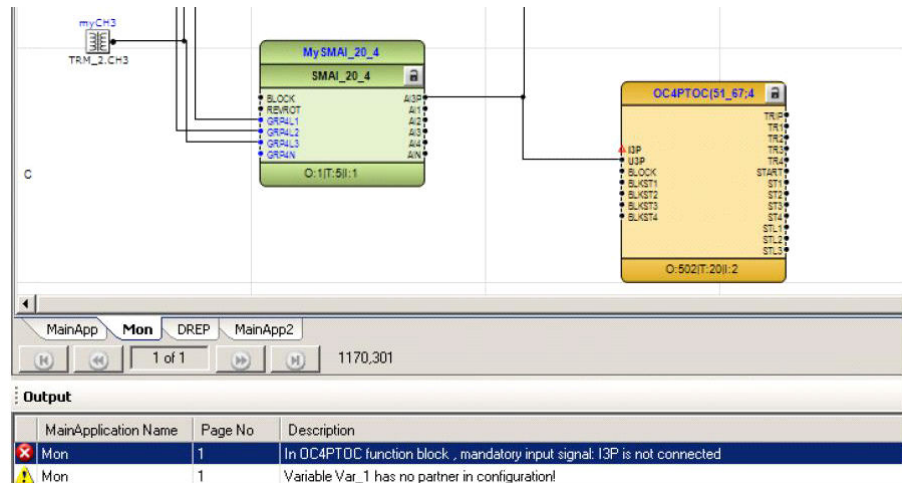 myCH3
TRM_2.CH3
MySMAI_20_4
SMAI_20_4
BLOCK
REVROT
GRP4L1
GRP4L2
GRP4L3
GRP4N
AI3P
AI1
AI2
AI3
AI4
AIN
O:1|T:5|I:1
OC4PTOC(51_67;4
I3P
U3P
BLOCK
BLKST1
BLKST2
BLKST3
BLKST4
TRIP
TR1
TR2
TR3
TR4
START
ST1
ST2
ST3
ST4
STL1
STL2
STL3
O:502|T:20|I:2
C
MainApp Mon DREP MainApp2
1 of 1 1170,301
Output
MainApplication Name Page No Description
Mon 1 In OC4PTOC function block , mandatory input signal: I3P is not connected
Mon 1 Variable Var_1 has no partner in configuration!